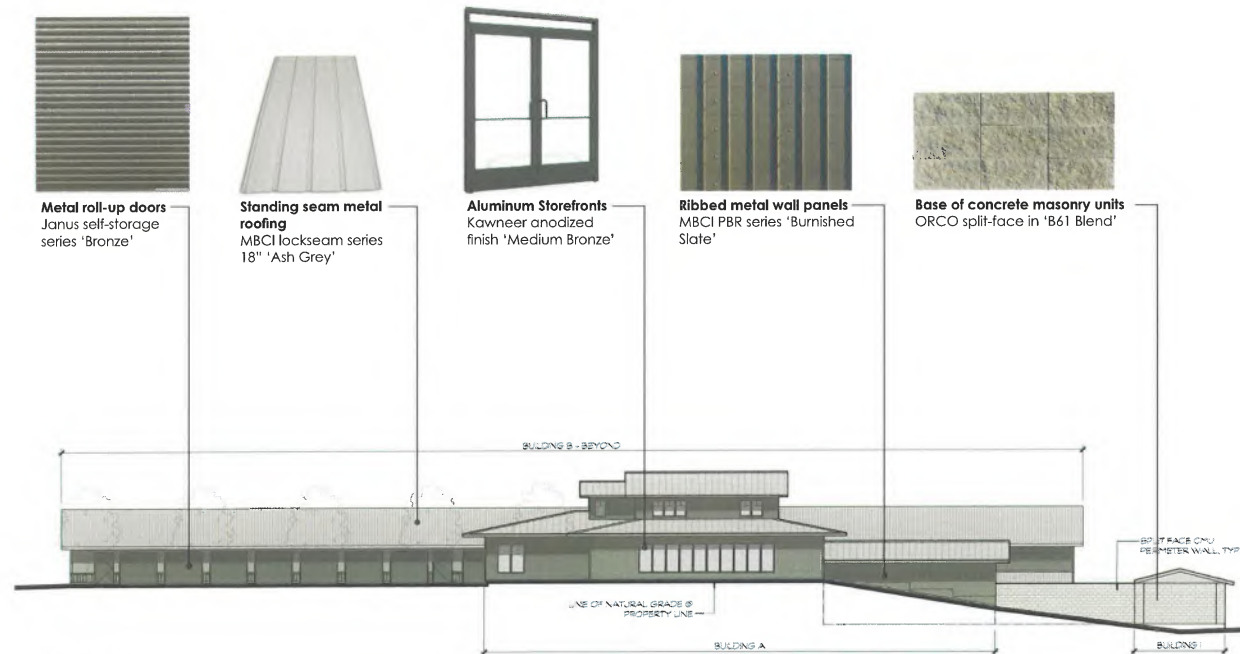 Metal roll-up doors
Janus self-storage
series 'Bronze'
Standing seam metal
roofing
MBCI lockseam series
18" 'Ash Grey'
Aluminum Storefronts
Kawneer anodized
finish 'Medium Bronze'
Ribbed metal wall panels
MBCI PBR series 'Burnished
Slate'
Base of concrete masonry units
ORCO split-face in 'B61 Blend'
BUILDING B - BEYOND
SPLIT FACE CMU
PERIMETER WALL, TYP
LINE OF NATURAL GRADE @
PROPERTY LINE
BUILDING A
BUILDING I